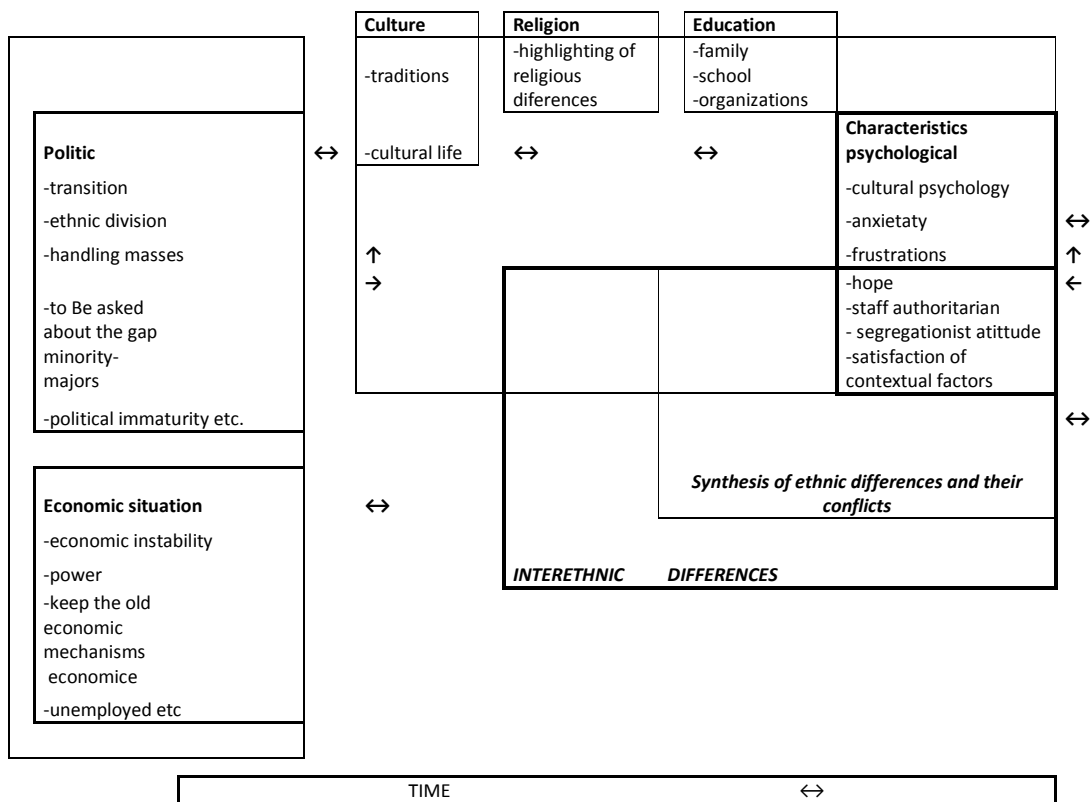 Culture
-traditions
-cultural life
Religion
-highlighting of
religious
diferences
Education
-family
-school
-organizations
Politic
-transition
-ethnic division
-handling masses
-to Be asked
about the gap
minority-
majors
-political immaturity etc.
↔
↔
↔
↑
→
Characteristics
psychological
-cultural psychology
-anxietaty
-frustrations
-hope
-staff authoritarian
- segregationist atittude
-satisfaction of
contextual factors
↔
↑
←
↔
Economic situation
-economic instability
-power
-keep the old
economic
mechanisms
economice
-unemployed etc
↔
Synthesis of ethnic differences and their
conflicts
INTERETHNIC DIFFERENCES
TIME ↔